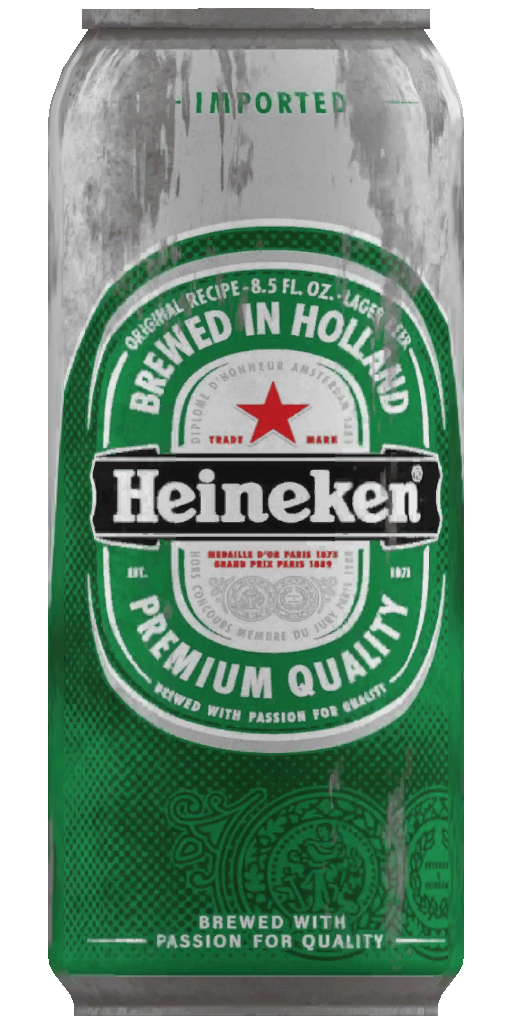 - IMPORTED
ORIGINAL RECIPE - 8.5 FL. OZ. - LAGER BEER
BREWED IN HOLLAND
DIPLOME D'HONNEUR AMSTERDAM
TRADE MARK
Heineken®
MEDAILLE D'OR PARIS 1875
GRAND PRIX PARIS 1889
EST. 1871
HORS CONCOURS MEMBRE DU JURY PARIS
PREMIUM QUALITY
BREWED WITH PASSION FOR QUALITY
BREWED WITH
PASSION FOR QUALITY